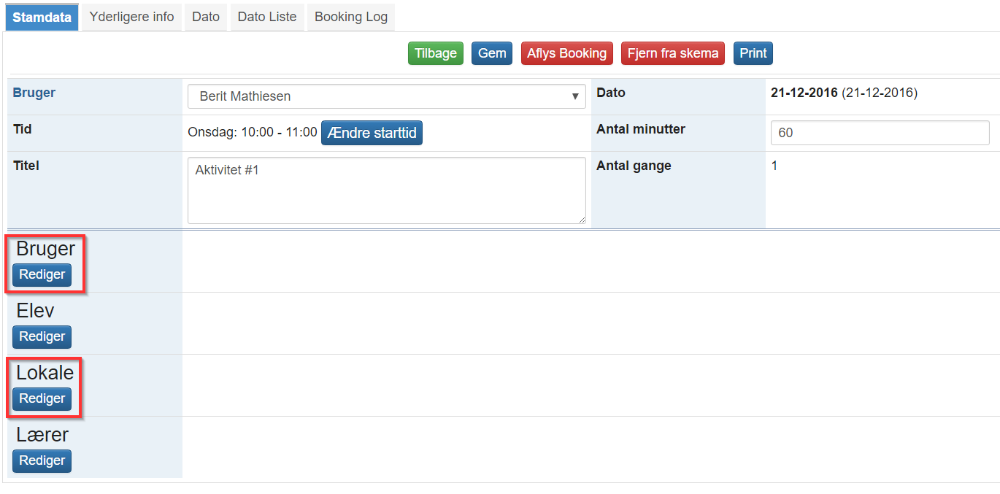 Stamdata Yderligere info Dato Dato Liste Booking Log
Tilbage Gem Aflys Booking Fjern fra skema Print
Bruger Berit Mathiesen Dato 21-12-2016 (21-12-2016)
Tid Onsdag: 10:00 - 11:00 Ændre starttid Antal minutter 60
Titel Aktivitet #1 Antal gange 1
Bruger
Rediger
Elev
Rediger
Lokale
Rediger
Lærer
Rediger